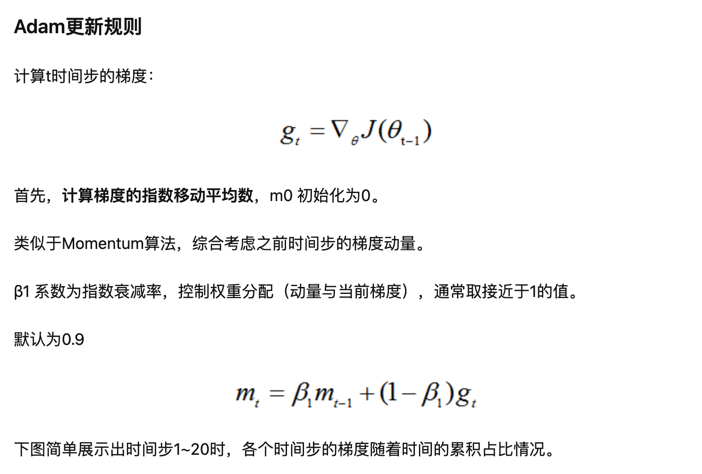 Adam更新规则
计算t时间步的梯度：
g_t = ∇_θ J(θ_{t-1})
首先，计算梯度的指数移动平均数，m0 初始化为0。
类似于Momentum算法，综合考虑之前时间步的梯度动量。
β1 系数为指数衰减率，控制权重分配（动量与当前梯度），通常取接近于1的值。
默认为0.9
m_t = β_1 m_{t-1} + (1 − β_1) g_t
下图简单展示出时间步1~20时，各个时间步的梯度随着时间的累积占比情况。